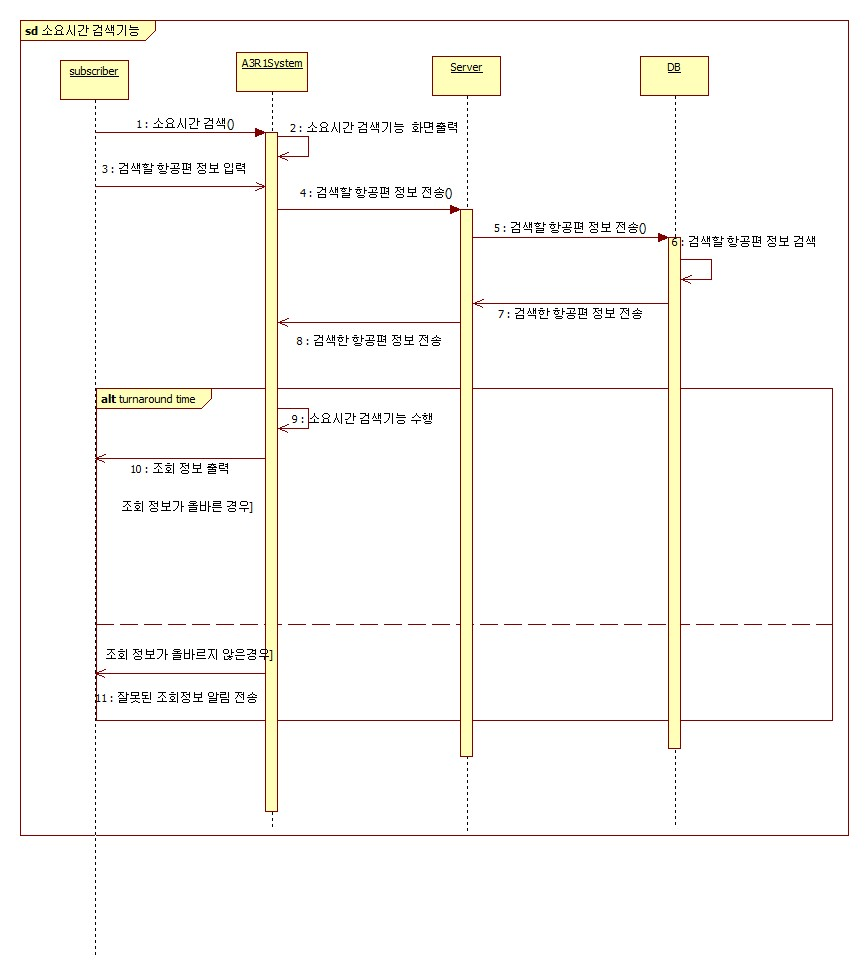 sd 소요시간 검색기능
subscriber
A3R1System
Server
DB
1 : 소요시간 검색()
2 : 소요시간 검색기능 화면출력
3 : 검색할 항공편 정보 입력
4 : 검색할 항공편 정보 전송()
5 : 검색할 항공편 정보 전송()
6 : 검색할 항공편 정보 검색
7 : 검색한 항공편 정보 전송
8 : 검색한 항공편 정보 전송
alt turnaround time
9 : 소요시간 검색기능 수행
10 : 조회 정보 출력
조회 정보가 올바른 경우]
조회 정보가 올바르지 않은경우]
11 : 잘못된 조회정보 알림 전송